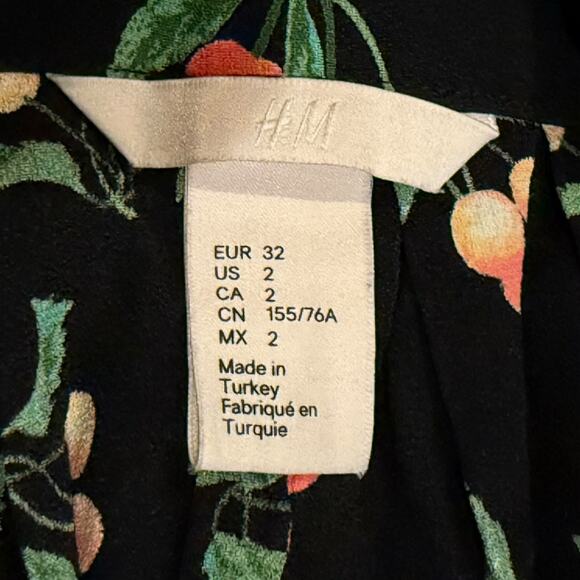 H&M
EUR 32
US 2
CA 2
CN 155/76A
MX 2
Made in
Turkey
Fabriqué en
Turquie